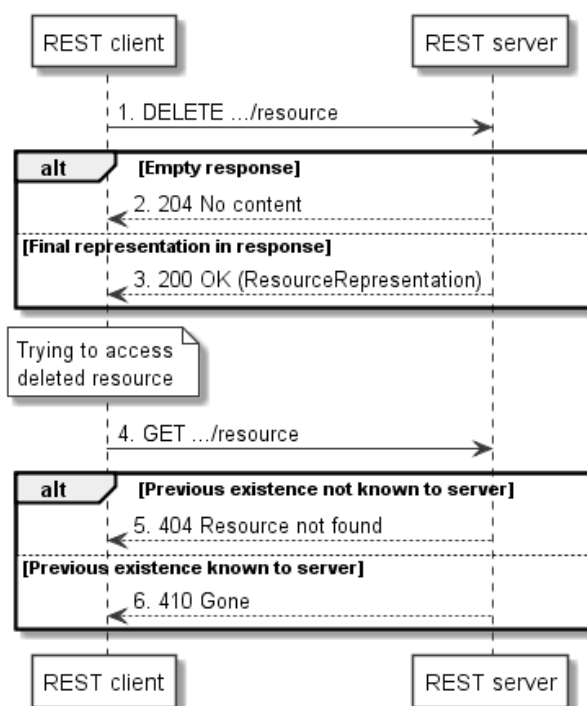 REST client
REST server
1. DELETE .../resource
alt
[Empty response]
2. 204 No content
[Final representation in response]
3. 200 OK (ResourceRepresentation)
Trying to access
deleted resource
4. GET .../resource
alt
[Previous existence not known to server]
5. 404 Resource not found
[Previous existence known to server]
6. 410 Gone
REST client
REST server